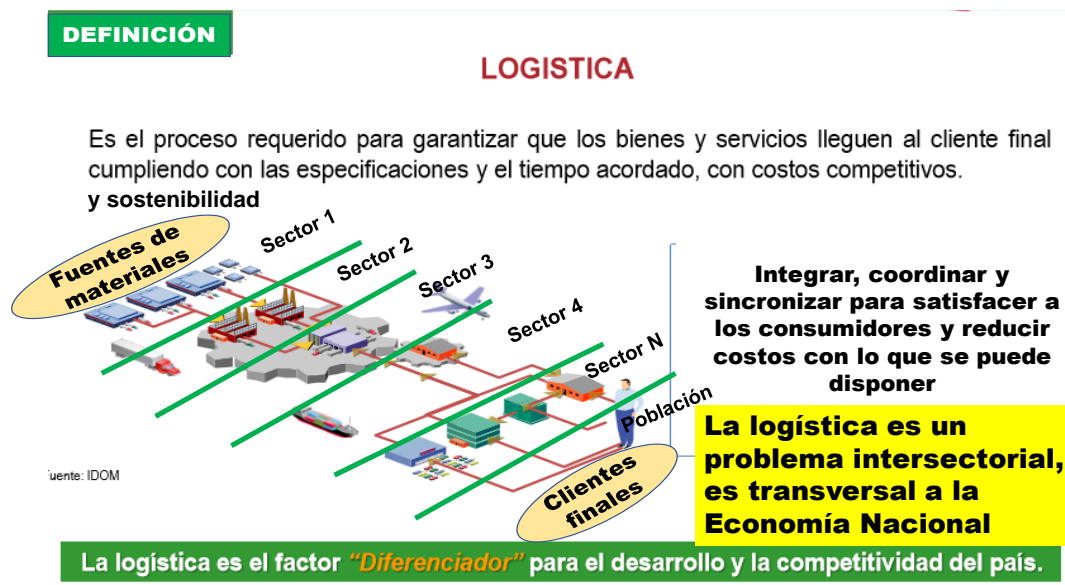 DEFINICIÓN
LOGISTICA
Es el proceso requerido para garantizar que los bienes y servicios lleguen al cliente final
cumpliendo con las especificaciones y el tiempo acordado, con costos competitivos.
y sostenibilidad
Fuentes de
materiales
Sector 1
Sector 2
Sector 3
Sector 4
Sector N
Población
Clientes
finales
Integrar, coordinar y
sincronizar para satisfacer a
los consumidores y reducir
costos con lo que se puede
disponer
La logística es un
problema intersectorial,
es transversal a la
Economía Nacional
uente: IDOM
La logística es el factor “Diferenciador” para el desarrollo y la competitividad del país.